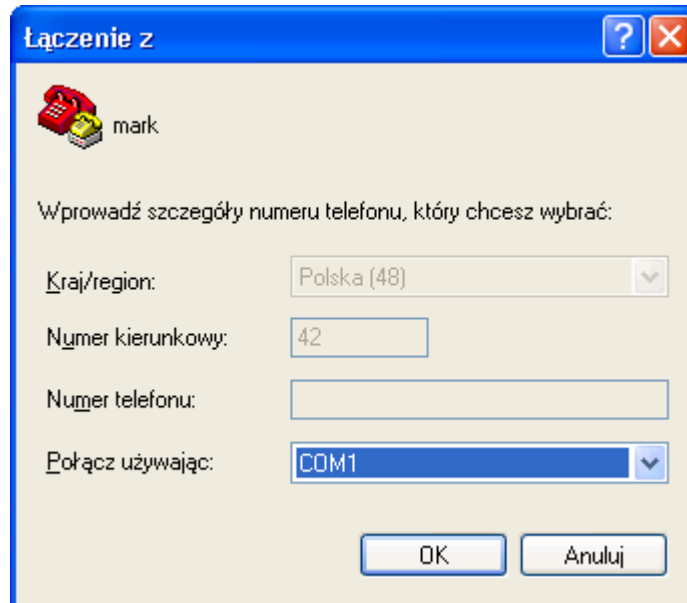 Łączenie z
mark
Wprowadź szczegóły numeru telefonu, który chcesz wybrać:
Kraj/region: Polska (48)
Numer kierunkowy: 42
Numer telefonu:
Połącz używając: COM1
OK Anuluj